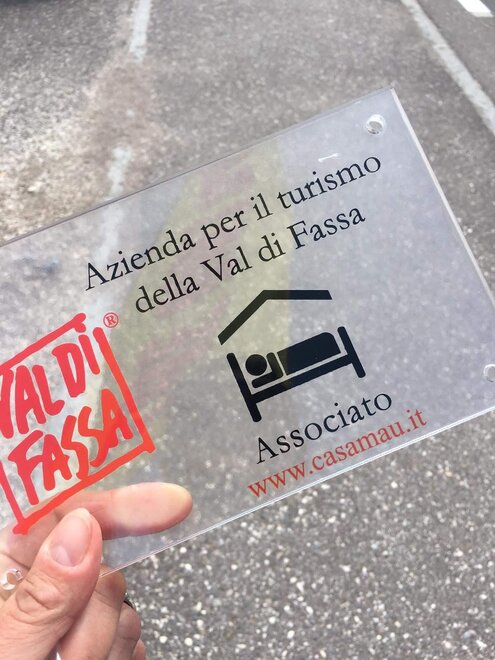 Azienda per il turismo
della Val di Fassa
VAL DI
FASSA®
Associato
www.casamau.it